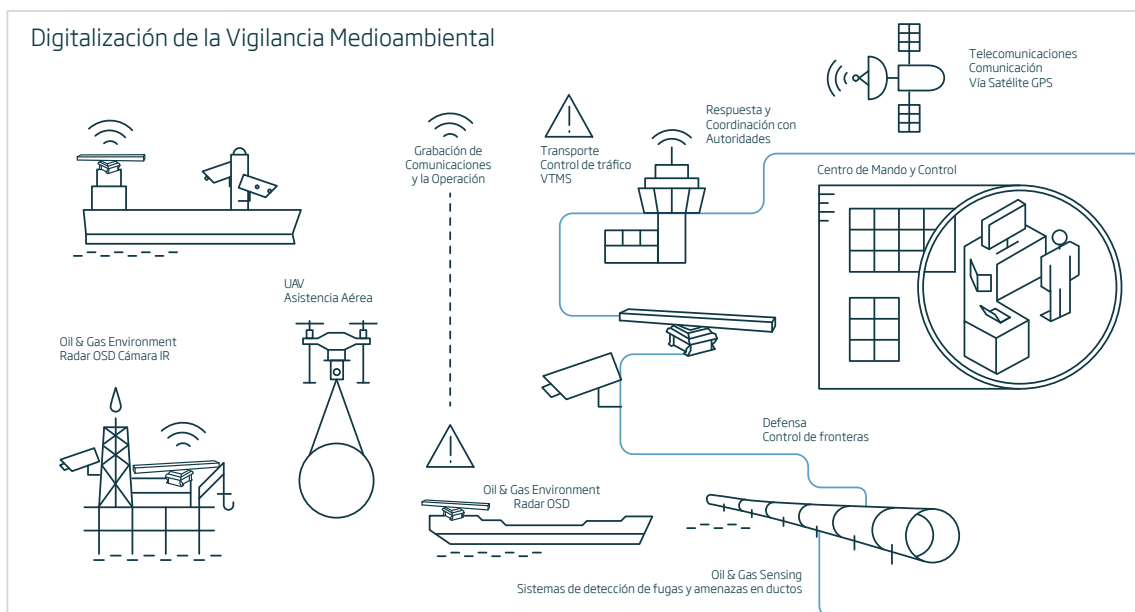 Digitalización de la Vigilancia Medioambiental
Telecomunicaciones
Comunicación
Vía Satélite GPS
Grabación de
Comunicaciones
y la Operación
Transporte
Control de tráfico
VTMS
Respuesta y
Coordinación con
Autoridades
Centro de Mando y Control
UAV
Asistencia Aérea
Oil & Gas Environment
Radar OSD Cámara IR
Defensa
Control de fronteras
Oil & Gas Environment
Radar OSD
Oil & Gas Sensing
Sistemas de detección de fugas y amenazas en ductos